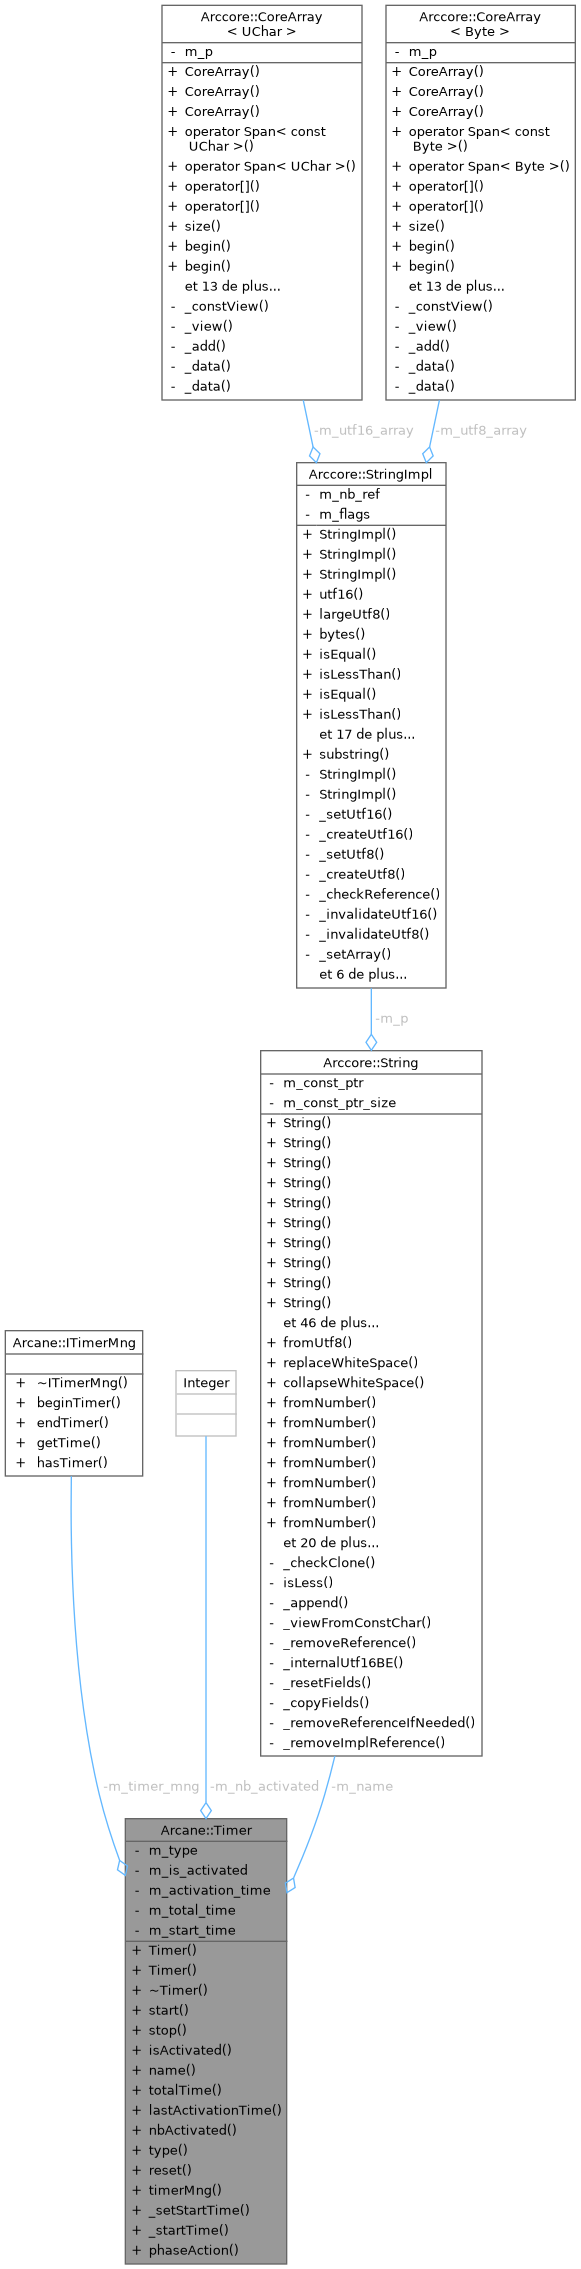 Arccore::CoreArray
< UChar >
- m_p
+ CoreArray()
+ CoreArray()
+ CoreArray()
+ operator Span< const
UChar >()
+ operator Span< UChar >()
+ operator[]()
+ operator[]()
+ size()
+ begin()
+ begin()
et 13 de plus...
- _constView()
- _view()
- _add()
- _data()
- _data()
Arccore::CoreArray
< Byte >
- m_p
+ CoreArray()
+ CoreArray()
+ CoreArray()
+ operator Span< const
Byte >()
+ operator Span< Byte >()
+ operator[]()
+ operator[]()
+ size()
+ begin()
+ begin()
et 13 de plus...
- _constView()
- _view()
- _add()
- _data()
- _data()
-m_utf16_array
-m_utf8_array
Arccore::StringImpl
- m_nb_ref
- m_flags
+ StringImpl()
+ StringImpl()
+ StringImpl()
+ utf16()
+ largeUtf8()
+ bytes()
+ isEqual()
+ isLessThan()
+ isEqual()
+ isLessThan()
et 17 de plus...
+ substring()
- StringImpl()
- StringImpl()
- _setUtf16()
- _createUtf16()
- _setUtf8()
- _createUtf8()
- _checkReference()
- _invalidateUtf16()
- _invalidateUtf8()
- _setArray()
et 6 de plus...
-m_p
Arccore::String
- m_const_ptr
- m_const_ptr_size
+ String()
+ String()
+ String()
+ String()
+ String()
+ String()
+ String()
+ String()
+ String()
+ String()
et 46 de plus...
+ fromUtf8()
+ replaceWhiteSpace()
+ collapseWhiteSpace()
+ fromNumber()
+ fromNumber()
+ fromNumber()
+ fromNumber()
+ fromNumber()
+ fromNumber()
+ fromNumber()
et 20 de plus...
- _checkClone()
- isLess()
- _append()
- _viewFromConstChar()
- _removeReference()
- _internalUtf16BE()
- _resetFields()
- _copyFields()
- _removeReferenceIfNeeded()
- _removeImplReference()
Arcane::ITimerMng
+ ~ITimerMng()
+ beginTimer()
+ endTimer()
+ getTime()
+ hasTimer()
Integer
-m_timer_mng
-m_nb_activated
-m_name
Arcane::Timer
- m_type
- m_is_activated
- m_activation_time
- m_total_time
- m_start_time
+ Timer()
+ Timer()
+ ~Timer()
+ start()
+ stop()
+ isActivated()
+ name()
+ totalTime()
+ lastActivationTime()
+ nbActivated()
+ type()
+ reset()
+ timerMng()
+ _setStartTime()
+ _startTime()
+ phaseAction()